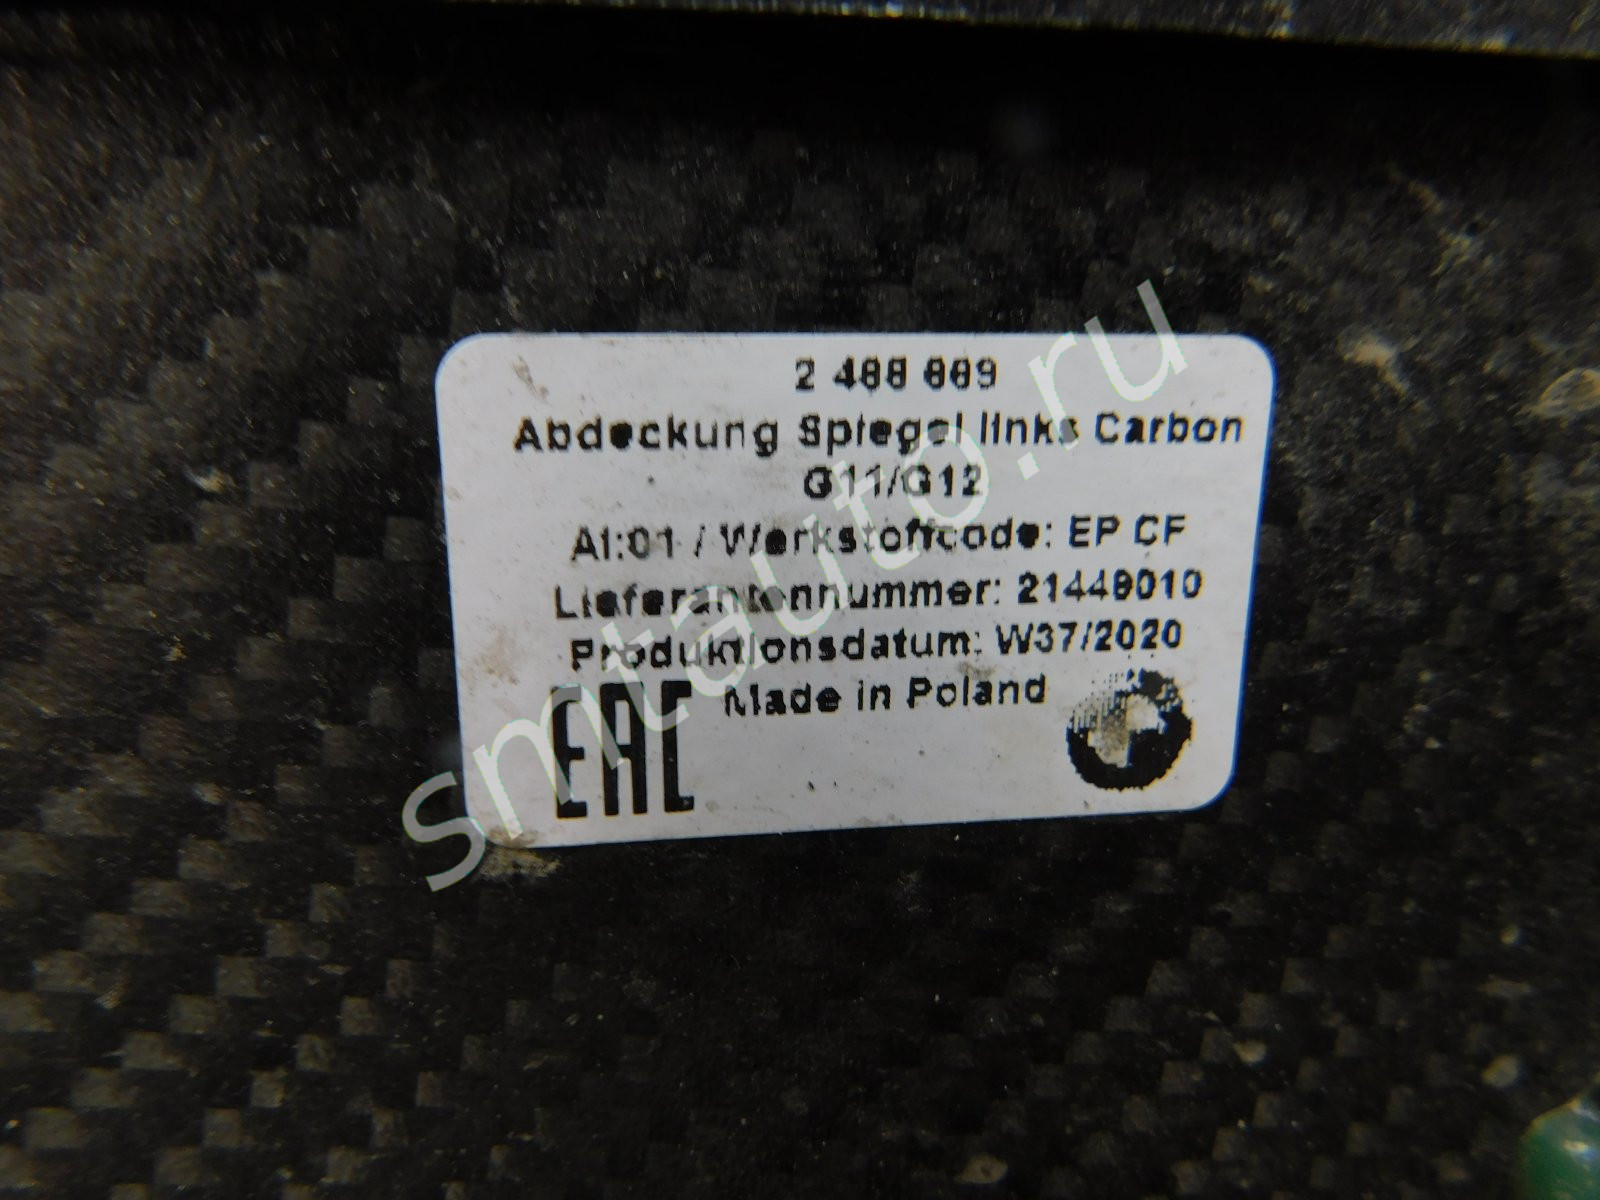 2 488 889
Abdeckung Spiegel links Carbon
G11/G12
AI:01 / Werkstoffcode: EP CF
Lieferantennummer: 21449010
Produktionsdatum: W37/2020
EAC Made in Poland
smtauto.ru